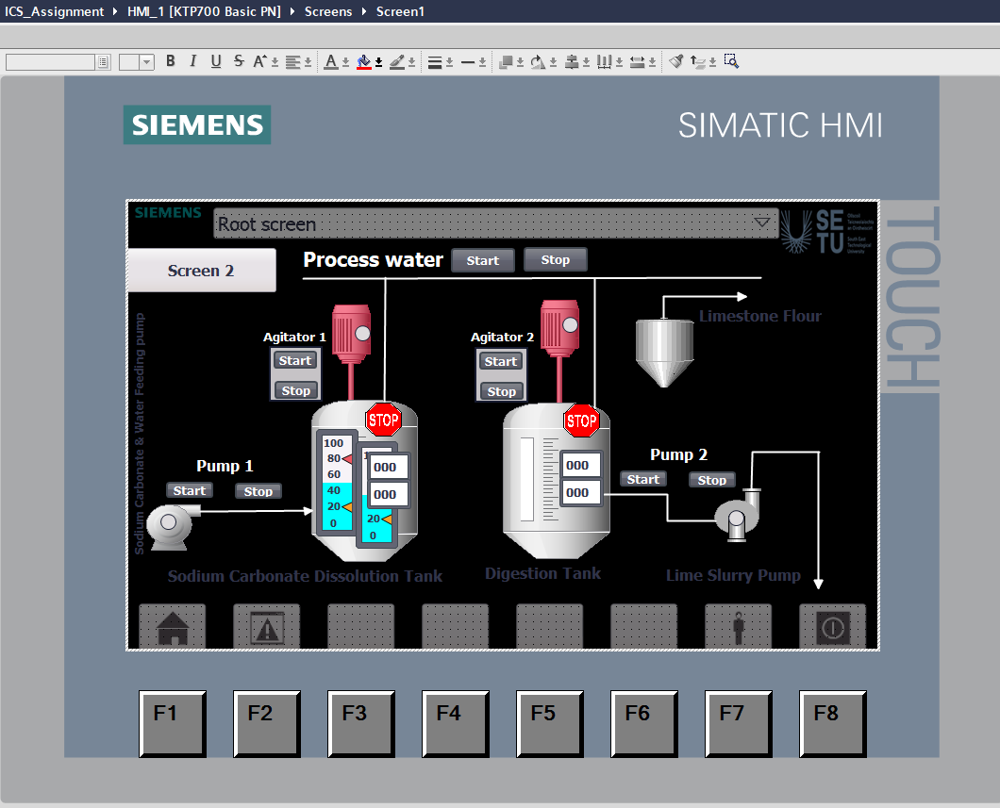 ICS_Assignment HMI_1 [KTP700 Basic PN] Screens Screen1
B I U S A A
SIEMENS
SIMATIC HMI
TOUCH
SIEMENS
Root screen
SETU
Screen 2
Process water
Start
Stop
Agitator 1
Start
Stop
Agitator 2
Start
Stop
Limestone Flour
Sodium Carbonate & Water Feeding pump
STOP
100
80
60
40
20
0
20
0
000
000
STOP
000
000
Pump 1
Start
Stop
Pump 2
Start
Stop
Sodium Carbonate Dissolution Tank
Digestion Tank
Lime Slurry Pump
F1
F2
F3
F4
F5
F6
F7
F8